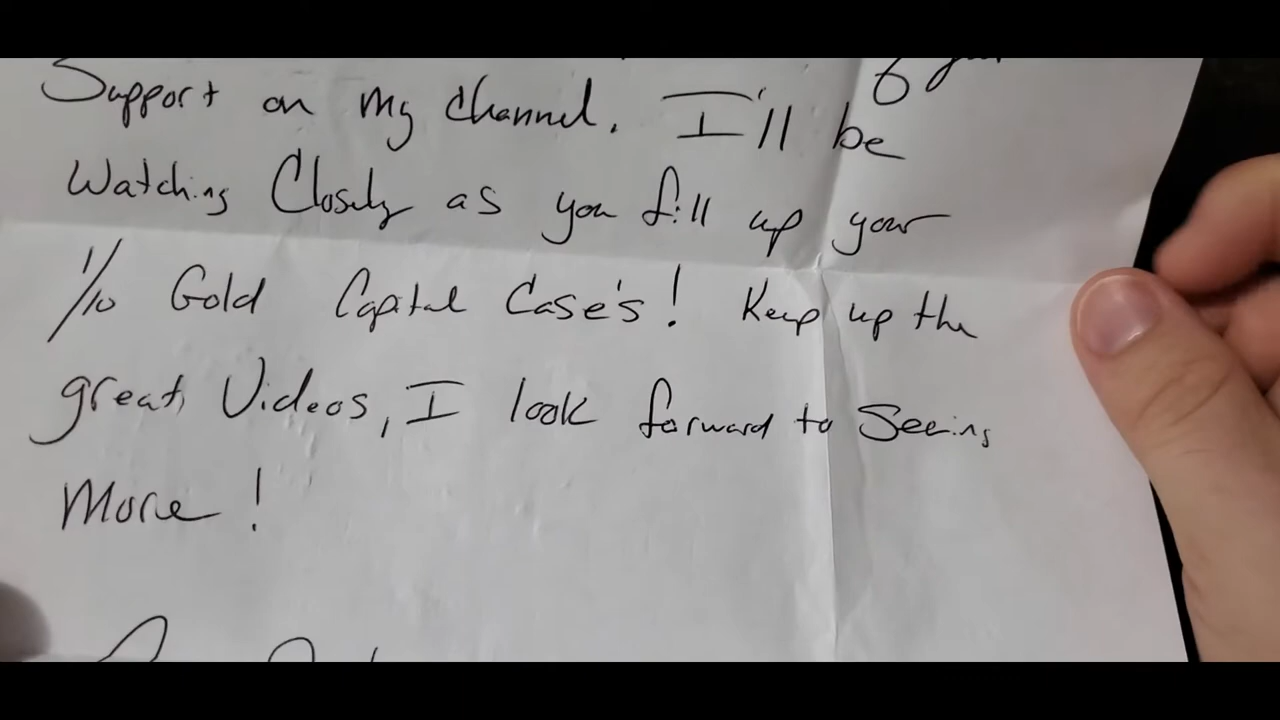 Support on my channel. I'll be
Watching Closely as you fill up your
1/10 Gold Capital Case's! Keep up the
great Videos, I look forward to Seeing
More!